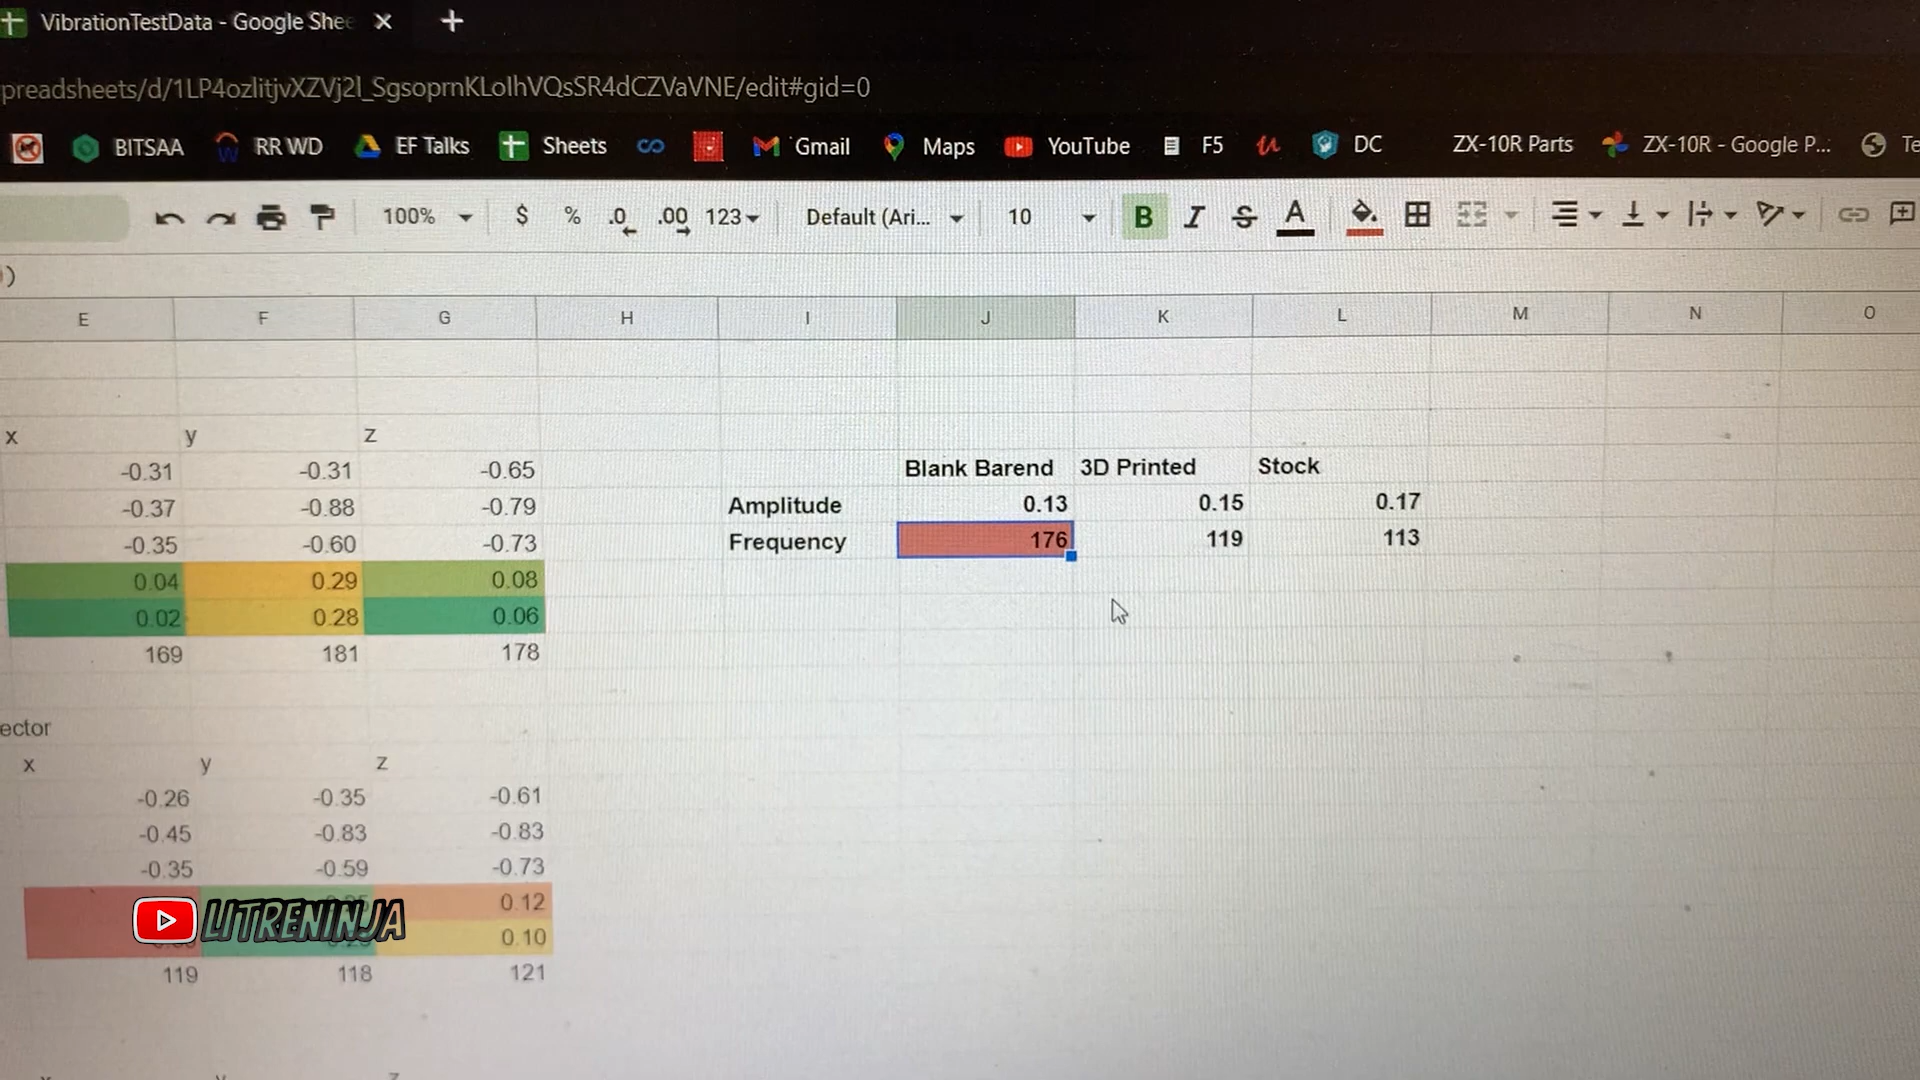 VibrationTestData - Google Shee
preadsheets/d/1LP4ozlitjvXZVj2l_SgsoprnKLoIhVQsSR4dCZVaVNE/edit#gid=0
BITSAA RR WD EF Talks Sheets Gmail Maps YouTube F5 DC ZX-10R Parts ZX-10R - Google P... Te
100% $ % .0 .00 123 Default (Ari... 10 B I S A
)
E F G H I J K L M N O
x y z
-0.31 -0.31 -0.65 Blank Barend 3D Printed Stock
-0.37 -0.88 -0.79 Amplitude 0.13 0.15 0.17
-0.35 -0.60 -0.73 Frequency 176 119 113
0.04 0.29 0.08
0.02 0.28 0.06
169 181 178
ector
x y z
-0.26 -0.35 -0.61
-0.45 -0.83 -0.83
-0.35 -0.59 -0.73
0.12
LITRENINJA
0.10
119 118 121